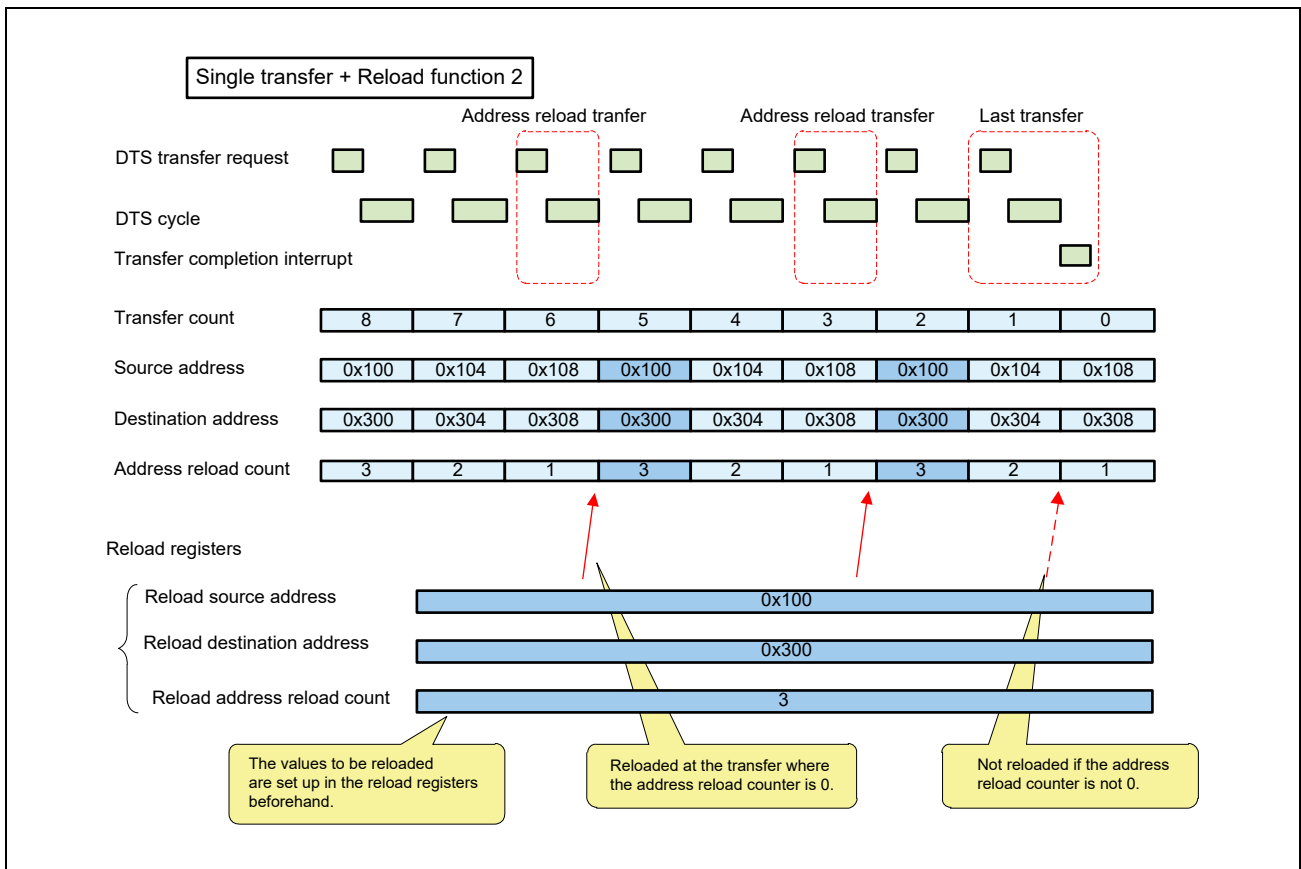 Single transfer + Reload function 2
Address reload tranfer Address reload transfer Last transfer
DTS transfer request
DTS cycle
Transfer completion interrupt
Transfer count 8 7 6 5 4 3 2 1 0
Source address 0x100 0x104 0x108 0x100 0x104 0x108 0x100 0x104 0x108
Destination address 0x300 0x304 0x308 0x300 0x304 0x308 0x300 0x304 0x308
Address reload count 3 2 1 3 2 1 3 2 1
Reload registers
Reload source address 0x100
Reload destination address 0x300
Reload address reload count 3
The values to be reloaded
are set up in the reload registers
beforehand.
Reloaded at the transfer where
the address reload counter is 0.
Not reloaded if the address
reload counter is not 0.